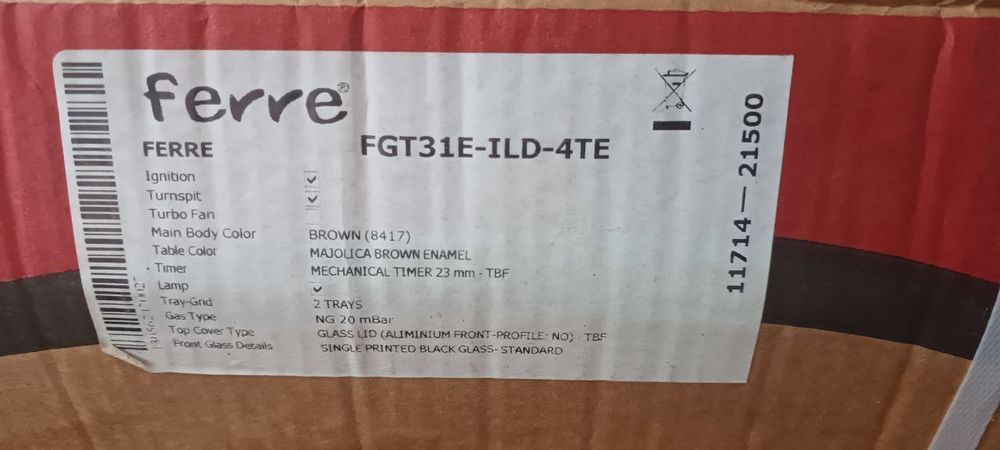 ferre®
FERRE FGT31E-ILD-4TE
Ignition ✓
Turnspit ✓
Turbo Fan
Main Body Color BROWN (8417)
Table Color MAJOLICA BROWN ENAMEL
Timer MECHANICAL TIMER 23 mm - TBF
Lamp ✓
Tray-Grid 2 TRAYS
Gas Type NG 20 mBar
Top Cover Type GLASS LID (ALIMINIUM FRONT-PROFILE: NO) - TBF
Front Glass Details SINGLE PRINTED BLACK GLASS- STANDARD
11714 — 21500